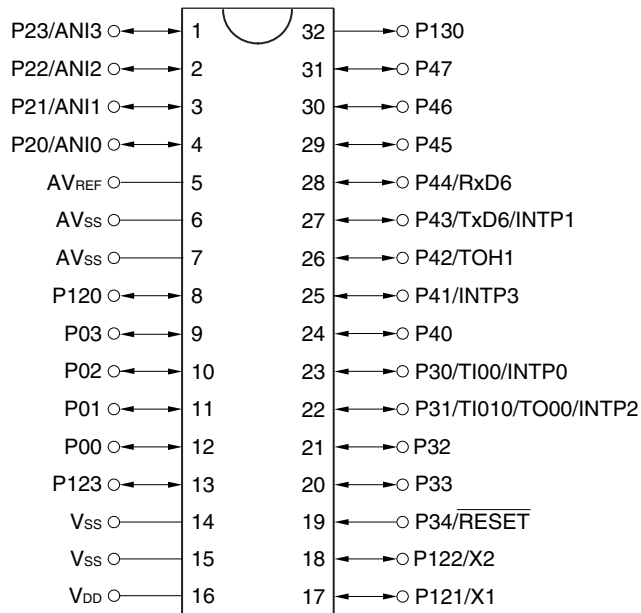 P23/ANI3 1 32 P130
P22/ANI2 2 31 P47
P21/ANI1 3 30 P46
P20/ANI0 4 29 P45
AVREF 5 28 P44/RxD6
AVSS 6 27 P43/TxD6/INTP1
AVSS 7 26 P42/TOH1
P120 8 25 P41/INTP3
P03 9 24 P40
P02 10 23 P30/TI00/INTP0
P01 11 22 P31/TI010/TO00/INTP2
P00 12 21 P32
P123 13 20 P33
VSS 14 19 P34/RESET
VSS 15 18 P122/X2
VDD 16 17 P121/X1